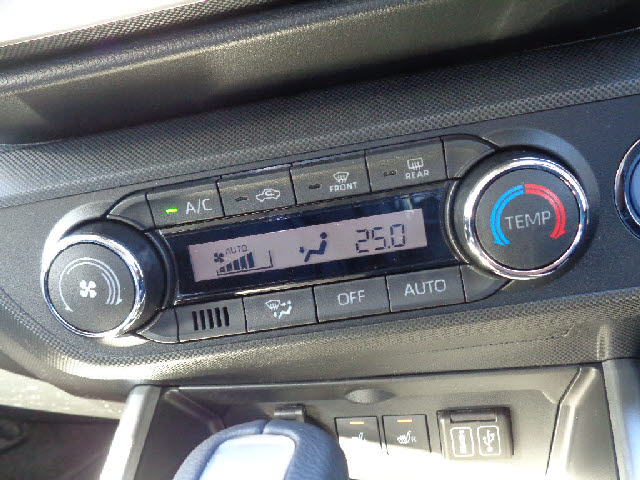 A/C
FRONT
REAR
AUTO
25.0
TEMP
OFF
AUTO
R